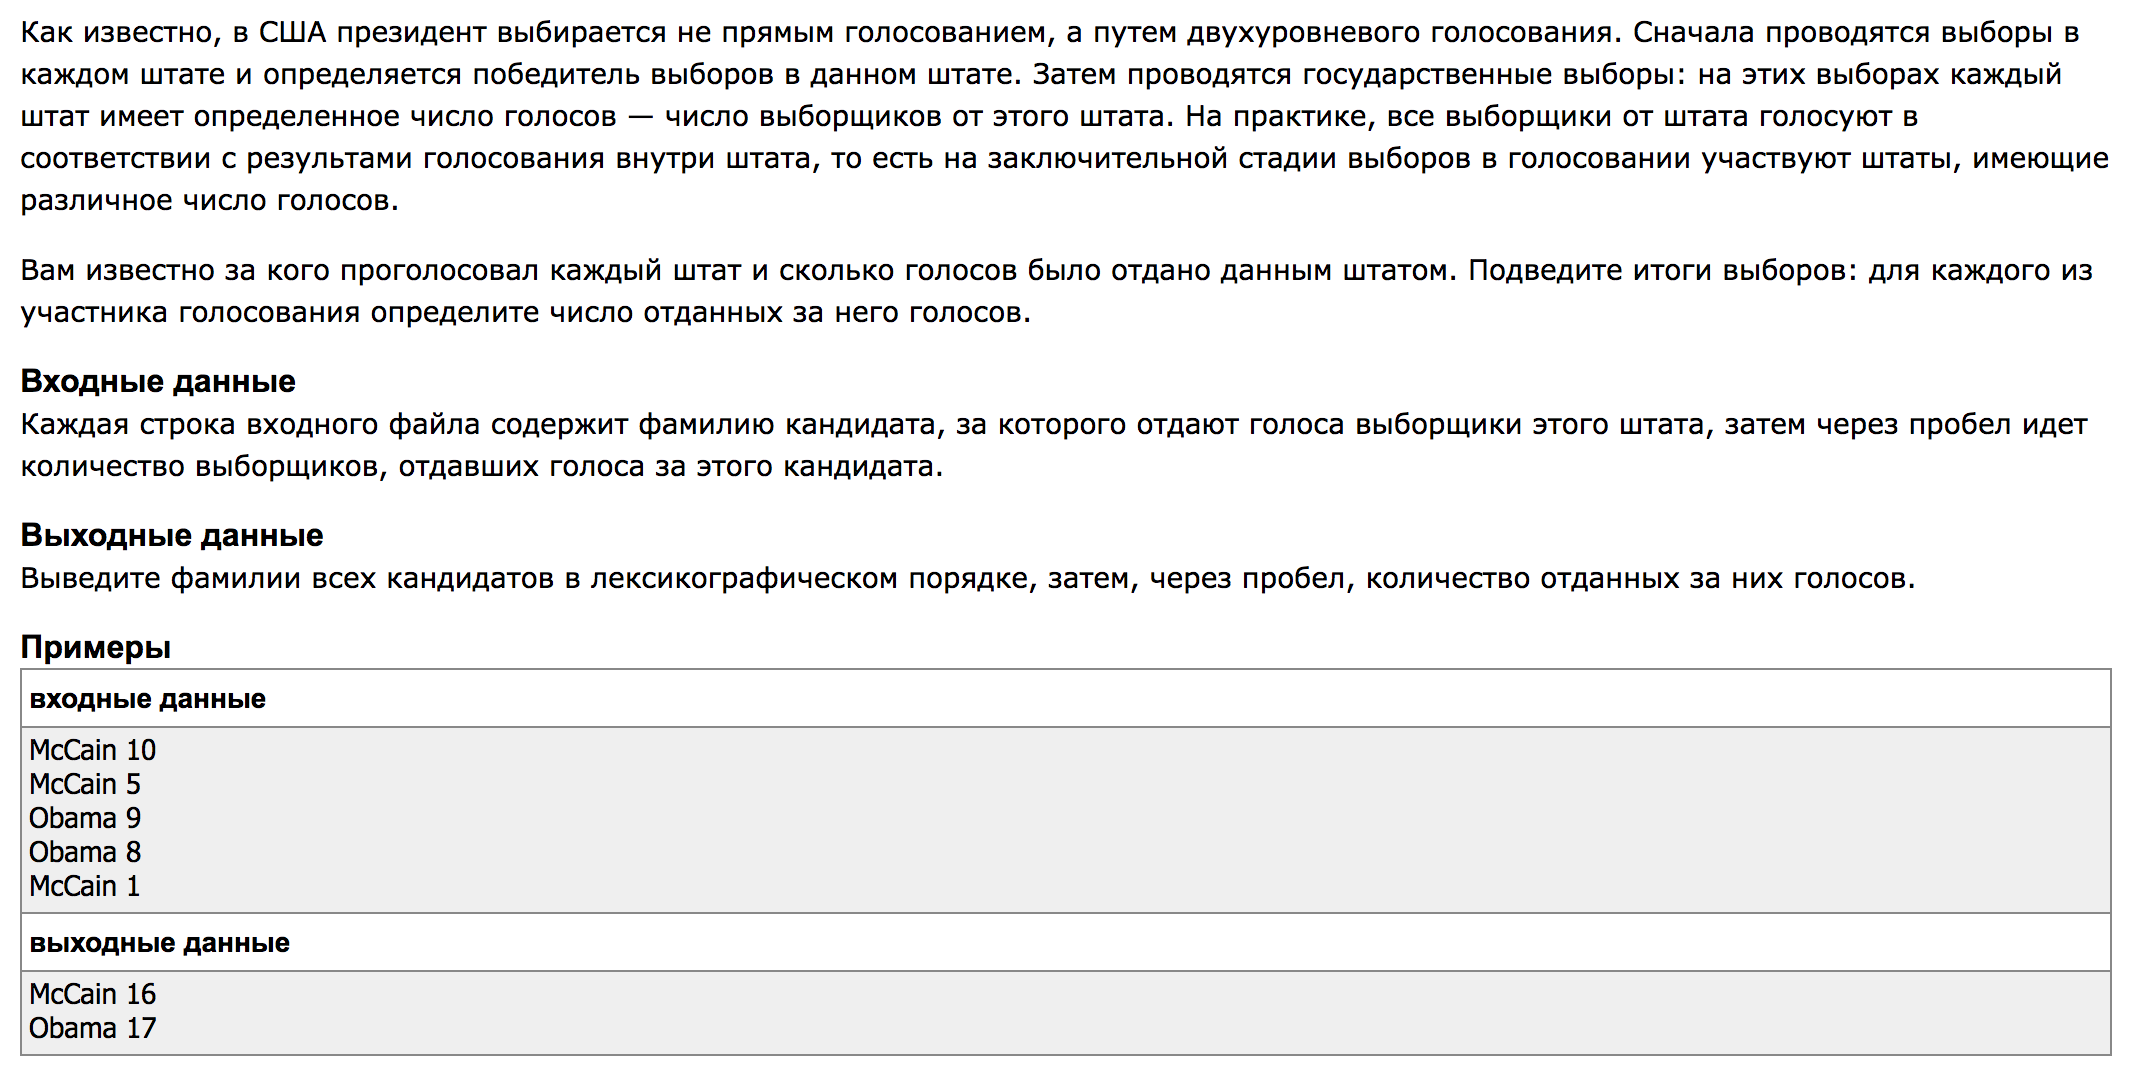 Как известно, в США президент выбирается не прямым голосованием, а путем двухуровневого голосования. Сначала проводятся выборы в
каждом штате и определяется победитель выборов в данном штате. Затем проводятся государственные выборы: на этих выборах каждый
штат имеет определенное число голосов — число выборщиков от этого штата. На практике, все выборщики от штата голосуют в
соответствии с результами голосования внутри штата, то есть на заключительной стадии выборов в голосовании участвуют штаты, имеющие
различное число голосов.
Вам известно за кого проголосовал каждый штат и сколько голосов было отдано данным штатом. Подведите итоги выборов: для каждого из
участника голосования определите число отданных за него голосов.
Входные данные
Каждая строка входного файла содержит фамилию кандидата, за которого отдают голоса выборщики этого штата, затем через пробел идет
количество выборщиков, отдавших голоса за этого кандидата.
Выходные данные
Выведите фамилии всех кандидатов в лексикографическом порядке, затем, через пробел, количество отданных за них голосов.
Примеры
входные данные
McCain 10
McCain 5
Obama 9
Obama 8
McCain 1
выходные данные
McCain 16
Obama 17